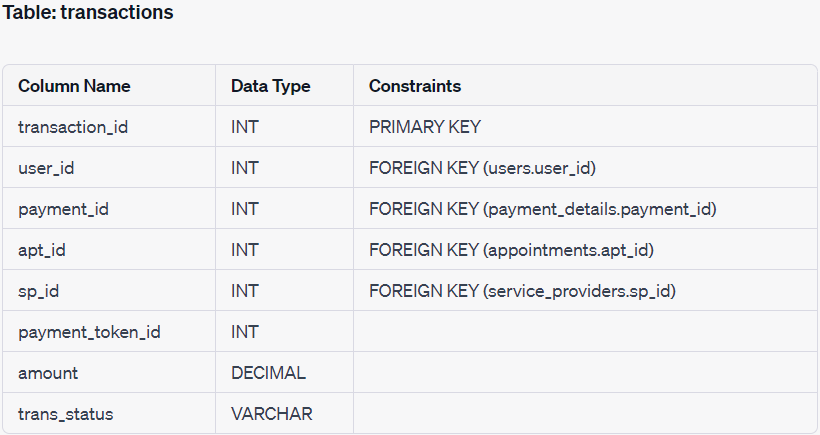 Table: transactions
Column Name Data Type Constraints
transaction_id INT PRIMARY KEY
user_id INT FOREIGN KEY (users.user_id)
payment_id INT FOREIGN KEY (payment_details.payment_id)
apt_id INT FOREIGN KEY (appointments.apt_id)
sp_id INT FOREIGN KEY (service_providers.sp_id)
payment_token_id INT
amount DECIMAL
trans_status VARCHAR